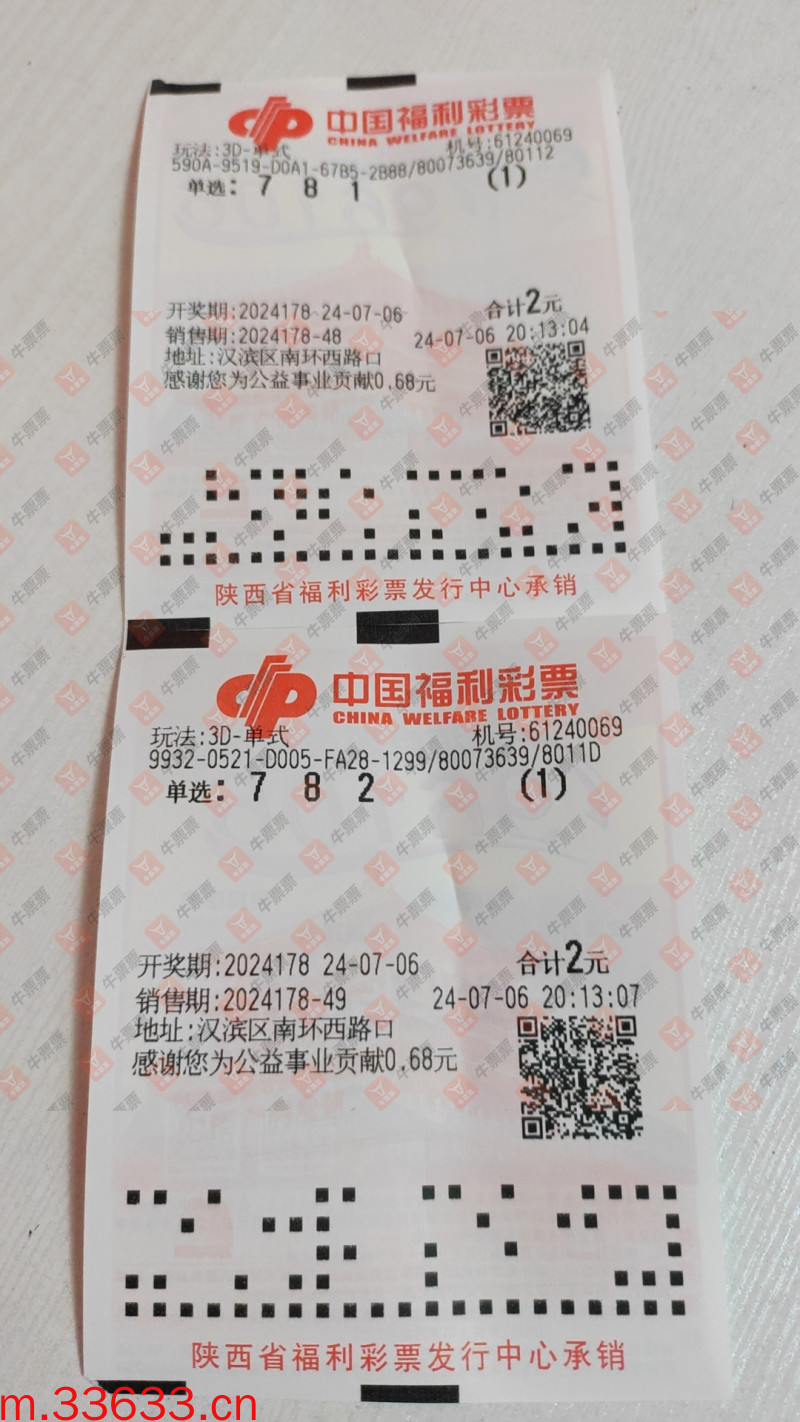 中国福利彩票
CHINA WELFARE LOTTERY
玩法:3D-单式 机号:61240069
590A-9519-D0A1-67B5-2B88/80073639/80112
单选: 7 8 1 (1)
开奖期:2024178 24-07-06 合计2元
销售期:2024178-48 24-07-06 20:13:04
地址:汉滨区南环西路口
感谢您为公益事业贡献0.68元
陕西省福利彩票发行中心承销
中国福利彩票
CHINA WELFARE LOTTERY
玩法:3D-单式 机号:61240069
9932-0521-D005-FA28-1299/80073639/8011D
单选: 7 8 2 (1)
开奖期:2024178 24-07-06 合计2元
销售期:2024178-49 24-07-06 20:13:07
地址:汉滨区南环西路口
感谢您为公益事业贡献0.68元
陕西省福利彩票发行中心承销
m.33633.cn
牛票票